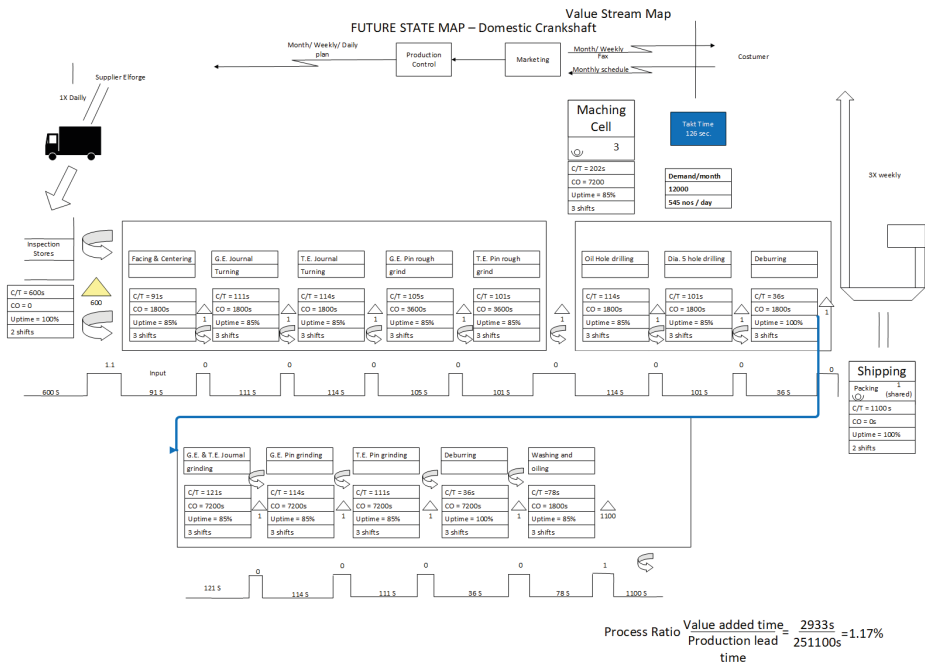 Value Stream Map
FUTURE STATE MAP – Domestic Crankshaft
Month/ Weekly/ Daily
plan
Production
Control
Marketing
Month/ Weekly
Fax
Monthly schedule
Costumer
Supplier Elforge
1X Dailly
Maching
Cell
3
C/T = 202s
CO = 7200
Uptime = 85%
3 shifts
Takt Time
126 sec.
Demand/month
12000
545 nos / day
3X weekly
Inspection
Stores
C/T = 600s
CO = 0
Uptime = 100%
2 shifts
600
Facing & Centering
C/T = 91s
CO = 1800s
Uptime = 85%
3 shifts
1
G.E. Journal
Turning
C/T = 111s
CO = 1800s
Uptime = 85%
3 shifts
1
T.E. Journal
Turning
C/T = 114s
CO = 1800s
Uptime = 85%
3 shifts
1
G.E. Pin rough
grind
C/T = 105s
CO = 3600s
Uptime = 85%
3 shifts
1
T.E. Pin rough
grind
C/T = 101s
CO = 3600s
Uptime = 85%
3 shifts
1
Oil Hole drilling
C/T = 114s
CO = 1800s
Uptime = 85%
3 shifts
1
Dia. 5 hole drilling
C/T = 101s
CO = 1800s
Uptime = 85%
3 shifts
1
Deburring
C/T = 36s
CO = 1800s
Uptime = 100%
3 shifts
1
600 S
1.1
Input
91 S
0
111 S
0
114 S
0
105 S
0
101 S
0
114 S
0
101 S
0
36 S
0
Shipping
Packing
1
(shared)
C/T = 1100 s
CO = 0s
Uptime = 100%
2 shifts
G.E. & T.E. Journal
grinding
C/T = 121s
CO = 7200s
Uptime = 85%
3 shifts
1
G.E. Pin grinding
C/T = 114s
CO = 7200s
Uptime = 85%
3 shifts
1
T.E. Pin grinding
C/T = 111s
CO = 7200s
Uptime = 85%
3 shifts
1
Deburring
C/T = 36s
CO = 7200s
Uptime = 100%
3 shifts
1
Washing and
oiling
C/T =78s
CO = 1800s
Uptime = 85%
3 shifts
1100
121 S
0
114 S
0
111 S
0
36 S
0
78 S
1
1100 S
Process Ratio Value added time = 2933s =1.17%
Production lead 251100s
time